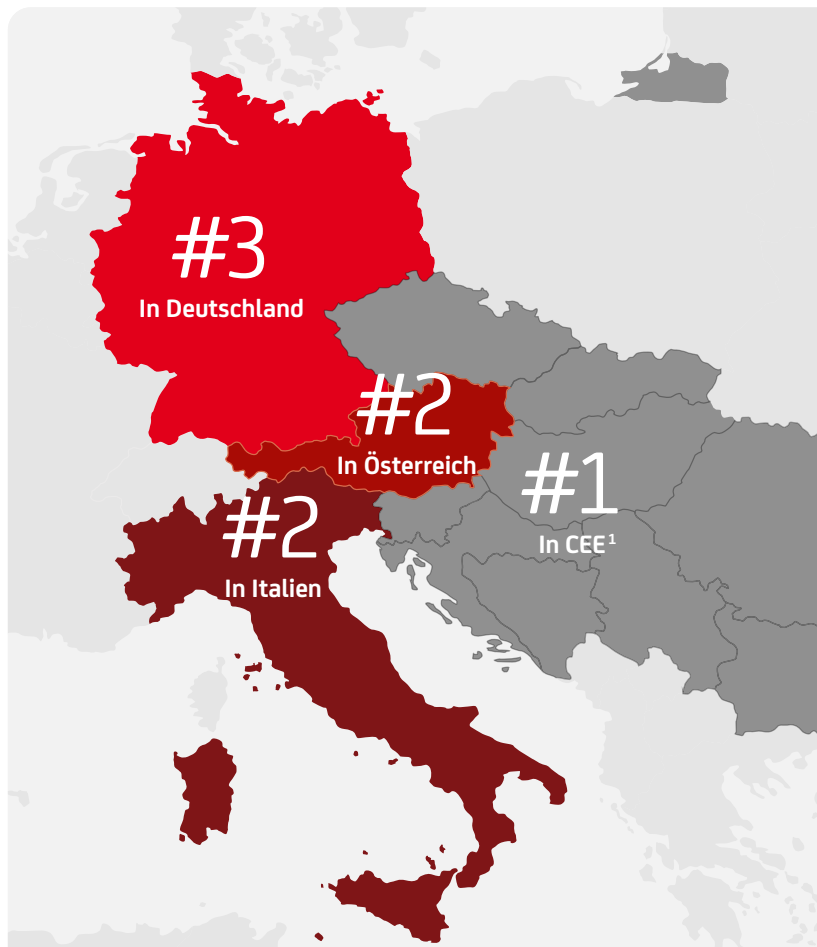 #3
In Deutschland
#2
In Österreich
#1
In CEE¹
#2
In Italien